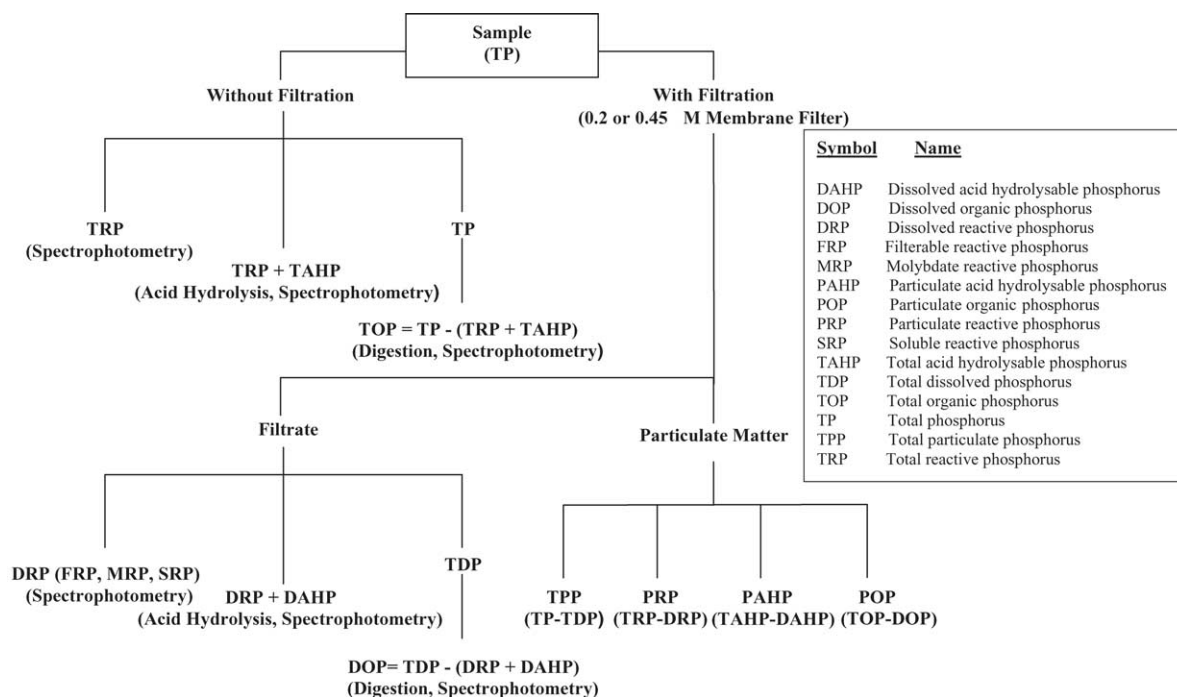 Sample
(TP)
Without Filtration
With Filtration
(0.2 or 0.45 M Membrane Filter)
TRP
(Spectrophotometry)
TRP + TAHP
(Acid Hydrolysis, Spectrophotometry)
TP
TOP = TP - (TRP + TAHP)
(Digestion, Spectrophotometry)
Symbol Name
DAHP Dissolved acid hydrolysable phosphorus
DOP Dissolved organic phosphorus
DRP Dissolved reactive phosphorus
FRP Filterable reactive phosphorus
MRP Molybdate reactive phosphorus
PAHP Particulate acid hydrolysable phosphorus
POP Particulate organic phosphorus
PRP Particulate reactive phosphorus
SRP Soluble reactive phosphorus
TAHP Total acid hydrolysable phosphorus
TDP Total dissolved phosphorus
TOP Total organic phosphorus
TP Total phosphorus
TPP Total particulate phosphorus
TRP Total reactive phosphorus
Filtrate
Particulate Matter
DRP (FRP, MRP, SRP)
(Spectrophotometry)
DRP + DAHP
(Acid Hydrolysis, Spectrophotometry)
TDP
DOP= TDP - (DRP + DAHP)
(Digestion, Spectrophotometry)
TPP PRP PAHP POP
(TP-TDP) (TRP-DRP) (TAHP-DAHP) (TOP-DOP)